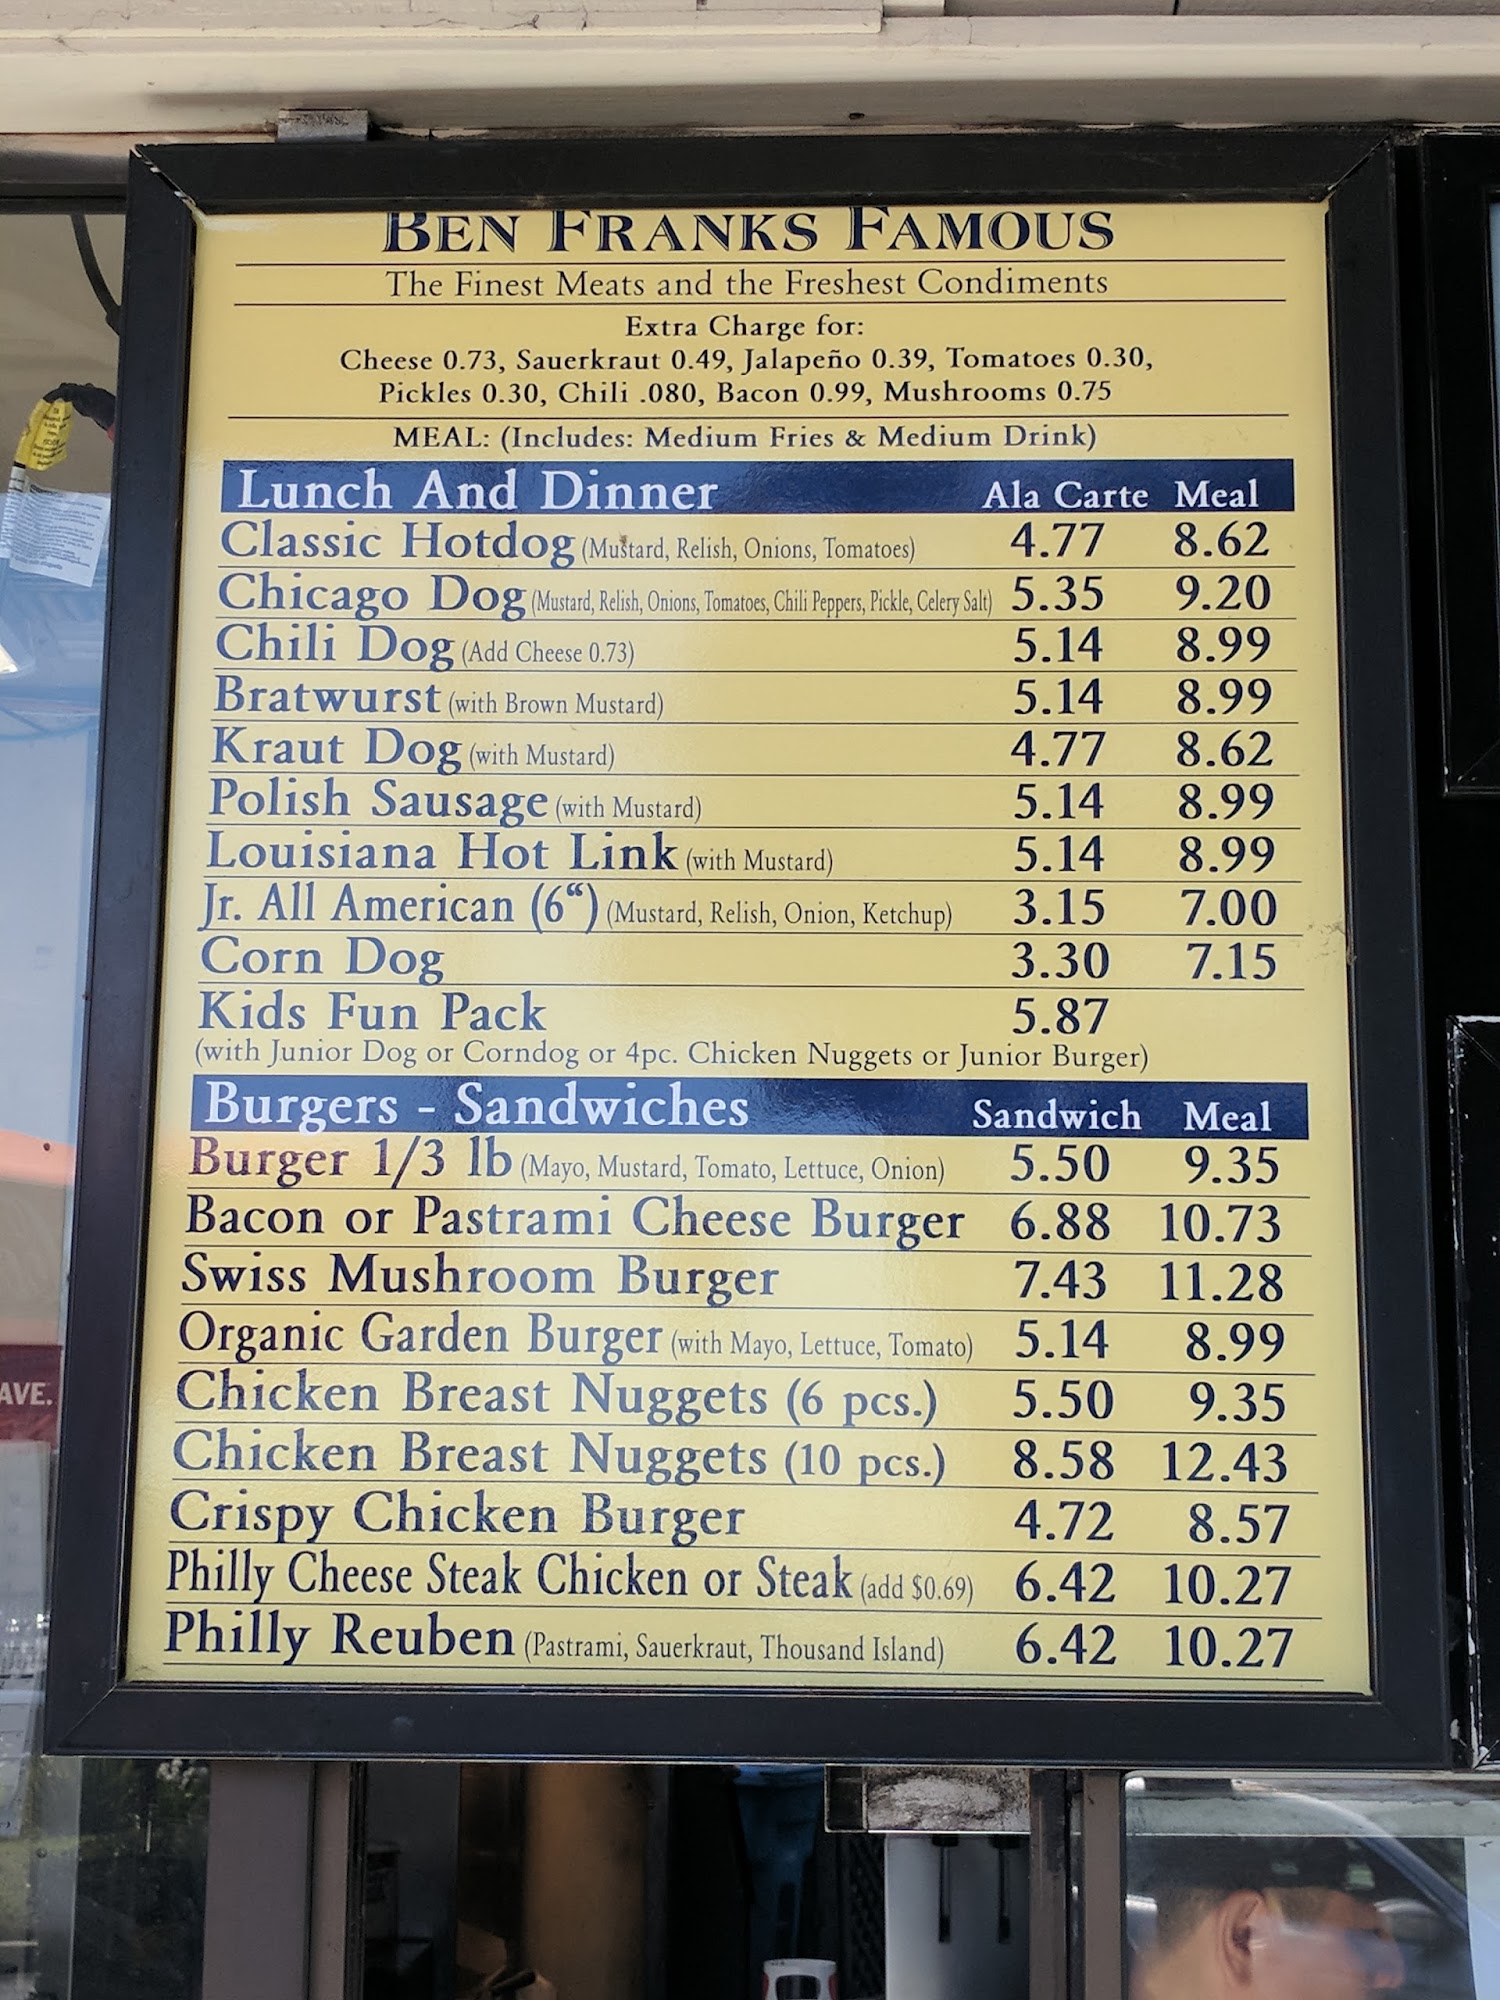 BEN FRANKS FAMOUS
The Finest Meats and the Freshest Condiments
Extra Charge for:
Cheese 0.73, Sauerkraut 0.49, Jalapeño 0.39, Tomatoes 0.30,
Pickles 0.30, Chili .080, Bacon 0.99, Mushrooms 0.75
MEAL: (Includes: Medium Fries & Medium Drink)
Lunch And Dinner Ala Carte Meal
Classic Hotdog (Mustard, Relish, Onions, Tomatoes) 4.77 8.62
Chicago Dog (Mustard, Relish, Onions, Tomatoes, Chili Peppers, Pickle, Celery Salt) 5.35 9.20
Chili Dog (Add Cheese 0.73) 5.14 8.99
Bratwurst (with Brown Mustard) 5.14 8.99
Kraut Dog (with Mustard) 4.77 8.62
Polish Sausage (with Mustard) 5.14 8.99
Louisiana Hot Link (with Mustard) 5.14 8.99
Jr. All American (6“) (Mustard, Relish, Onion, Ketchup) 3.15 7.00
Corn Dog 3.30 7.15
Kids Fun Pack 5.87
(with Junior Dog or Corndog or 4pc. Chicken Nuggets or Junior Burger)
Burgers - Sandwiches Sandwich Meal
Burger 1/3 lb (Mayo, Mustard, Tomato, Lettuce, Onion) 5.50 9.35
Bacon or Pastrami Cheese Burger 6.88 10.73
Swiss Mushroom Burger 7.43 11.28
Organic Garden Burger (with Mayo, Lettuce, Tomato) 5.14 8.99
Chicken Breast Nuggets (6 pcs.) 5.50 9.35
Chicken Breast Nuggets (10 pcs.) 8.58 12.43
Crispy Chicken Burger 4.72 8.57
Philly Cheese Steak Chicken or Steak (add $0.69) 6.42 10.27
Philly Reuben (Pastrami, Sauerkraut, Thousand Island) 6.42 10.27
AVE.